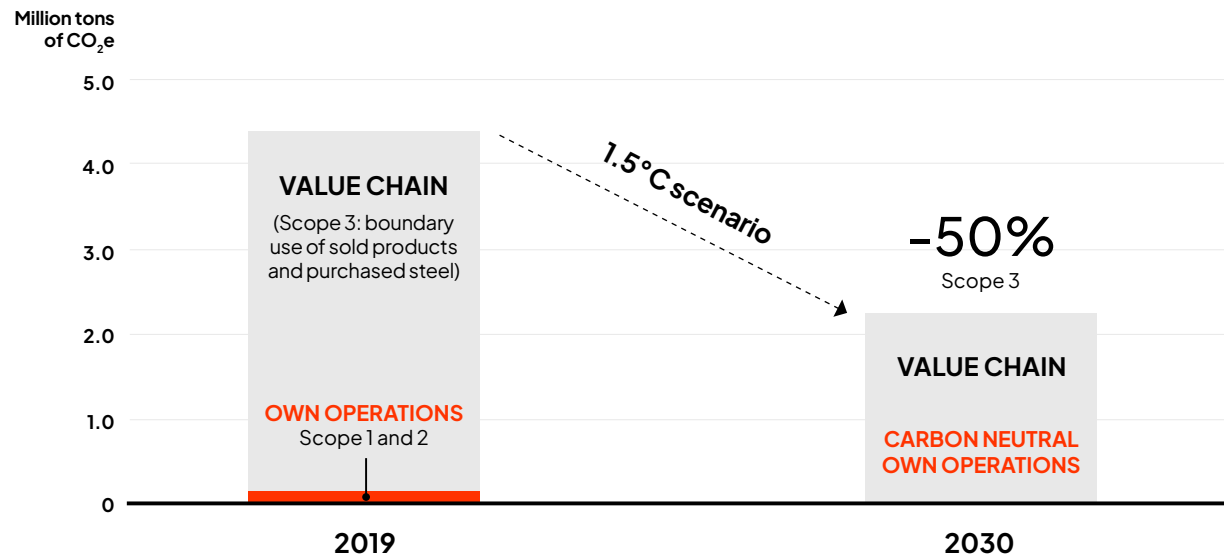 Million tons
of CO₂e
5.0
4.0
3.0
2.0
1.0
0
VALUE CHAIN
(Scope 3: boundary
use of sold products
and purchased steel)
OWN OPERATIONS
Scope 1 and 2
1.5°C scenario
-50%
Scope 3
VALUE CHAIN
CARBON NEUTRAL
OWN OPERATIONS
2019
2030